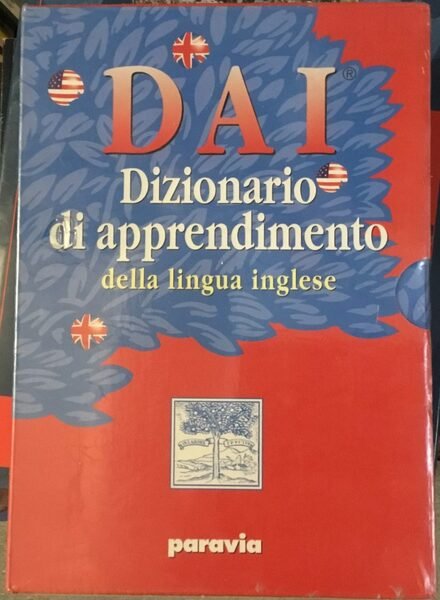 DAI®
Dizionario
di apprendimento
della lingua inglese
paravia